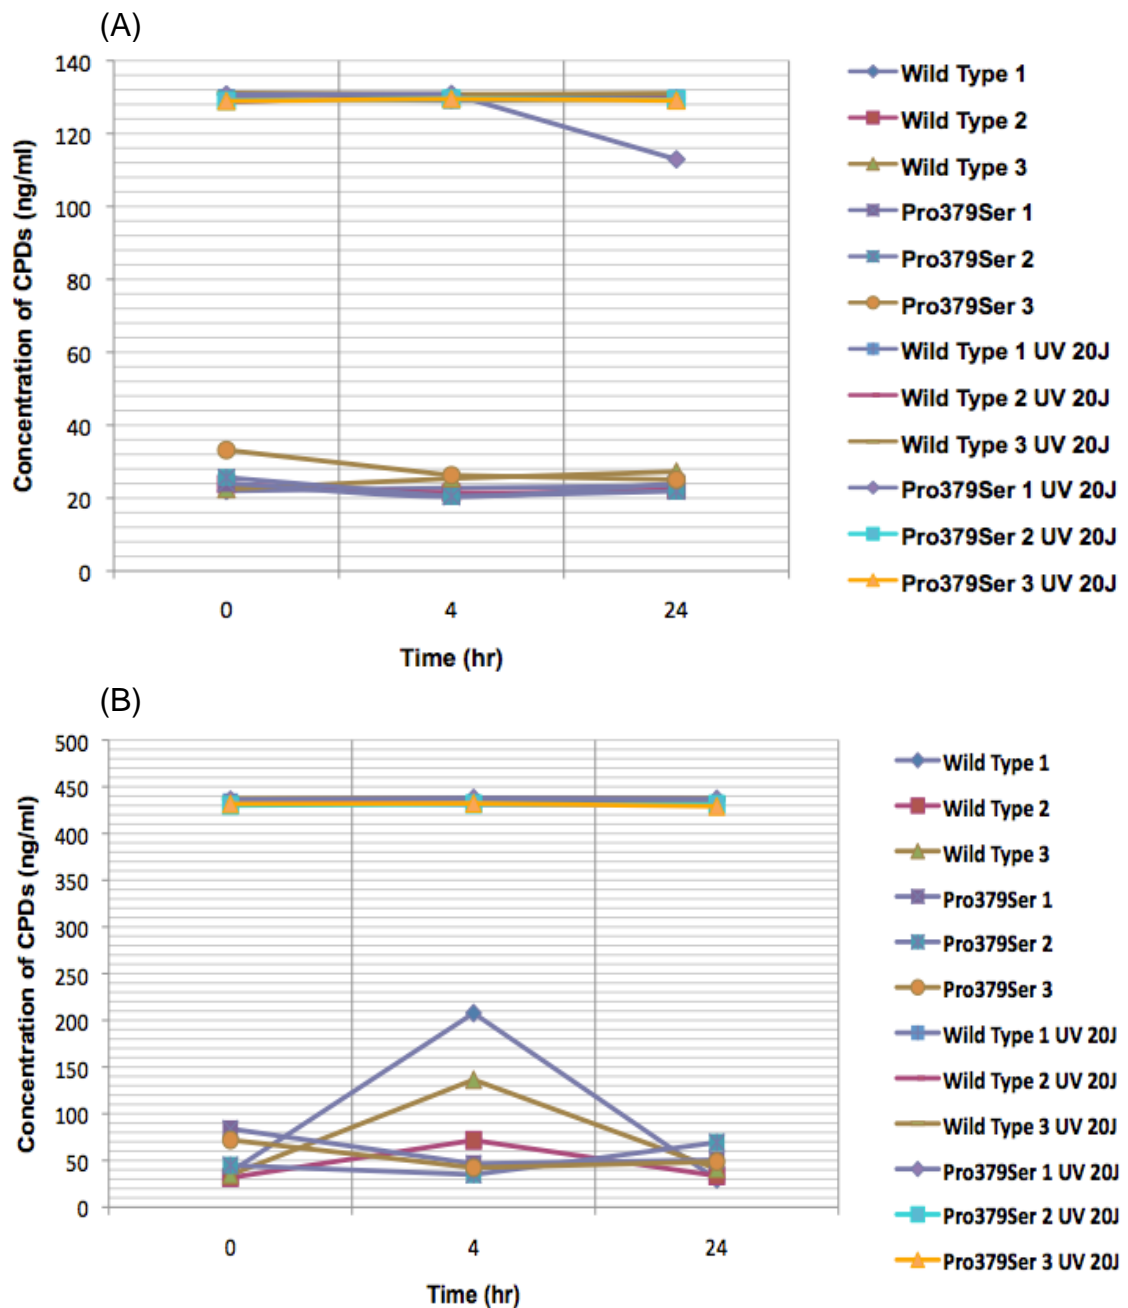 (A)
140
120
100
80
60
40
20
0
0 4 24
Time (hr)
Concentration of CPDs (ng/ml)
Wild Type 1
Wild Type 2
Wild Type 3
Pro379Ser 1
Pro379Ser 2
Pro379Ser 3
Wild Type 1 UV 20J
Wild Type 2 UV 20J
Wild Type 3 UV 20J
Pro379Ser 1 UV 20J
Pro379Ser 2 UV 20J
Pro379Ser 3 UV 20J
(B)
500
450
400
350
300
250
200
150
100
50
0
0 4 24
Time (hr)
Concentration of CPDs (ng/ml)
Wild Type 1
Wild Type 2
Wild Type 3
Pro379Ser 1
Pro379Ser 2
Pro379Ser 3
Wild Type 1 UV 20J
Wild Type 2 UV 20J
Wild Type 3 UV 20J
Pro379Ser 1 UV 20J
Pro379Ser 2 UV 20J
Pro379Ser 3 UV 20J